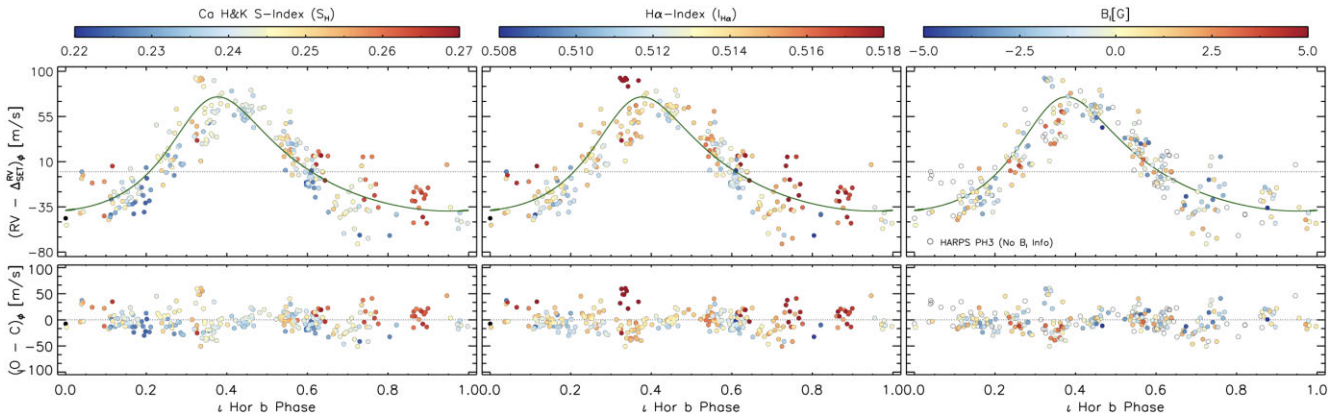 Ca H&K S-Index (S_H)
Hα-Index (I_Hα)
B_l[G]
0.22 0.23 0.24 0.25 0.26 0.27
0.508 0.510 0.512 0.514 0.516 0.518
-5.0 -2.5 0.0 2.5 5.0
(RV - Δ^RV_SET)_ϕ [m/s]
100
55
10
-35
-80
○ HARPS PH3 (No B_l Info)
(O - C)_ϕ [m/s]
100
50
0
-50
100
0.0 0.2 0.4 0.6 0.8 1.0
0.2 0.4 0.6 0.8 1.0
0.2 0.4 0.6 0.8 1.0
ι Hor b Phase
ι Hor b Phase
ι Hor b Phase